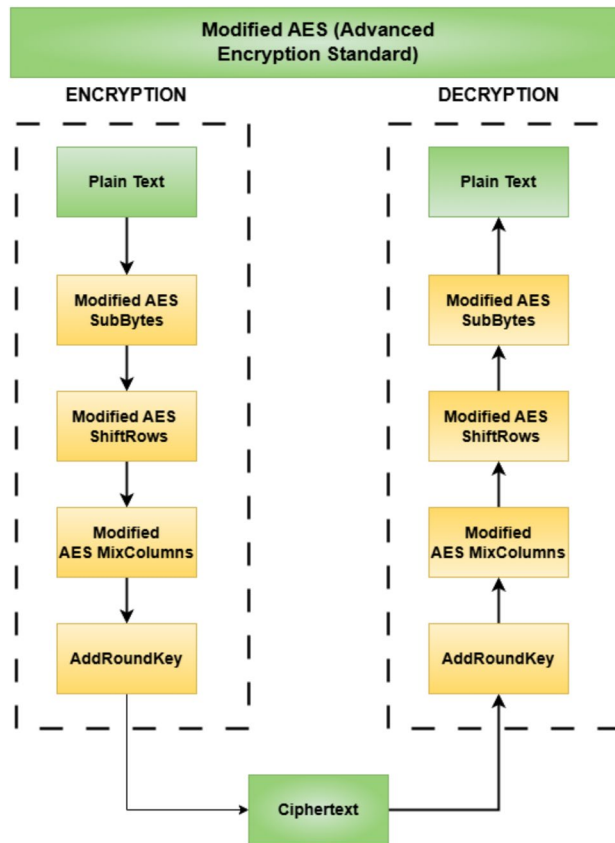 Modified AES (Advanced
Encryption Standard)
ENCRYPTION
Plain Text
Modified AES
SubBytes
Modified AES
ShiftRows
Modified
AES MixColumns
AddRoundKey
DECRYPTION
Plain Text
Modified AES
SubBytes
Modified AES
ShiftRows
Modified
AES MixColumns
AddRoundKey
Ciphertext